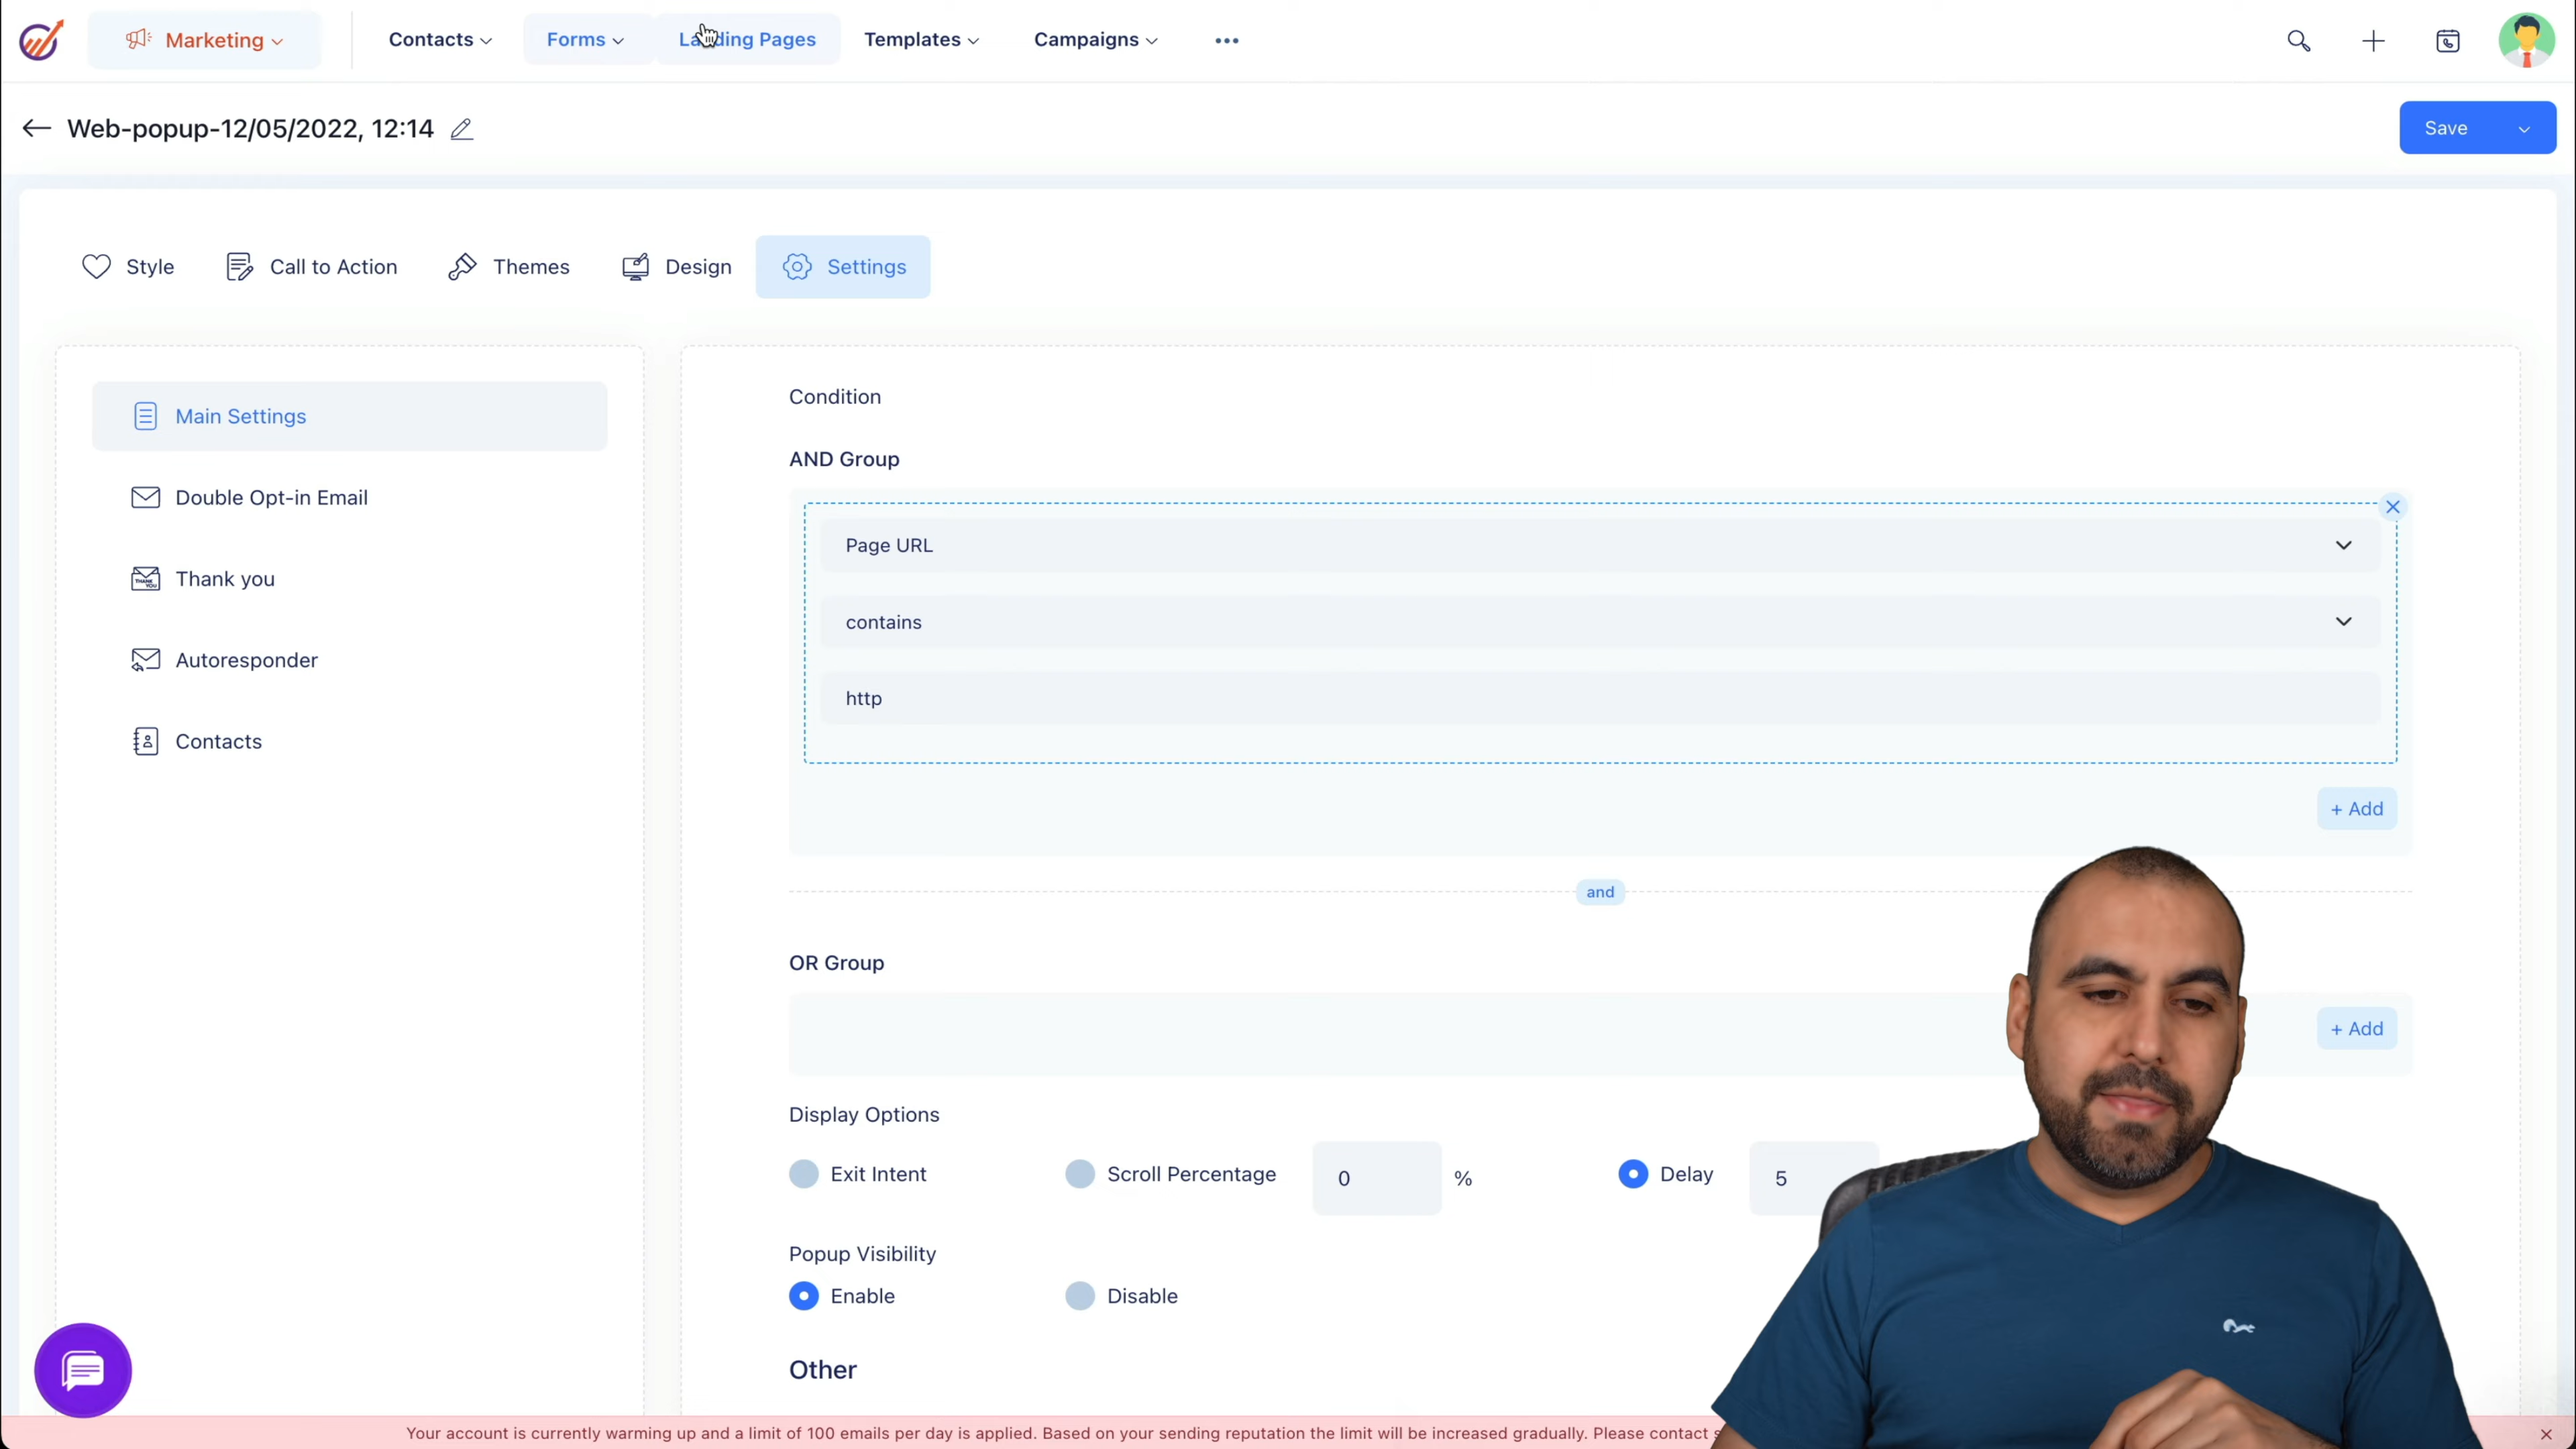 Marketing
Contacts
Forms
Landing Pages
Templates
Campaigns
Web-popup-12/05/2022, 12:14
Save
Style
Call to Action
Themes
Design
Settings
Main Settings
Double Opt-in Email
Thank you
Autoresponder
Contacts
Condition
AND Group
Page URL
contains
http
+ Add
and
OR Group
+ Add
Display Options
Exit Intent
Scroll Percentage
0
%
Delay
5
Popup Visibility
Enable
Disable
Other
Your account is currently warming up and a limit of 100 emails per day is applied. Based on your sending reputation the limit will be increased gradually. Please contact